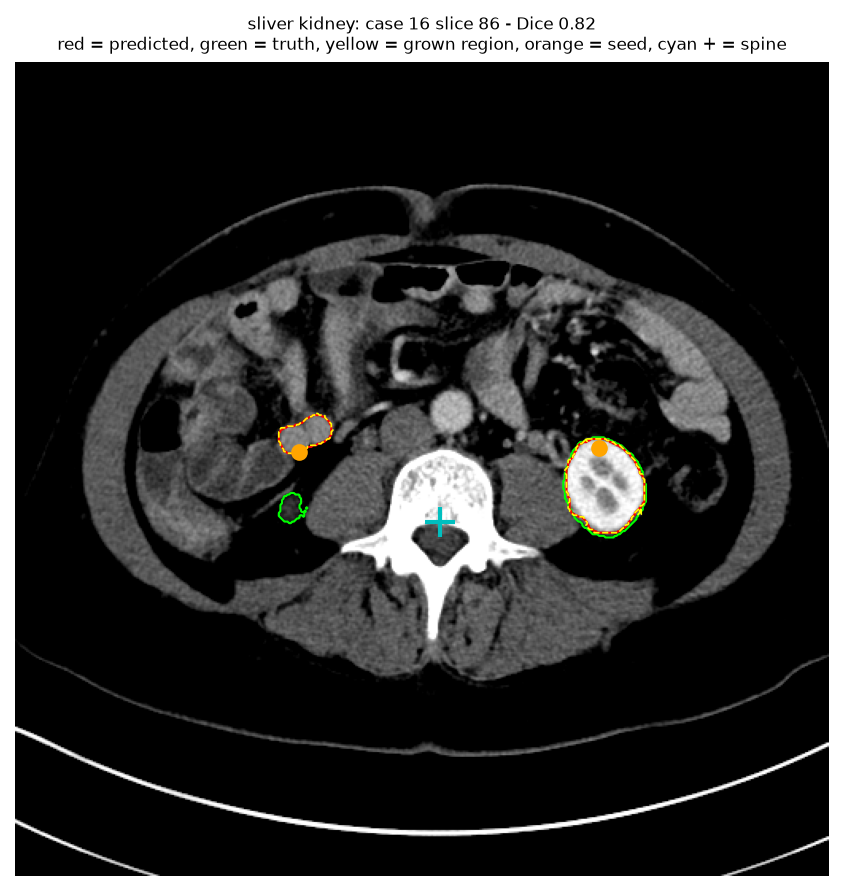 sliver kidney: case 16 slice 86 - Dice 0.82
red = predicted, green = truth, yellow = grown region, orange = seed, cyan + = spine